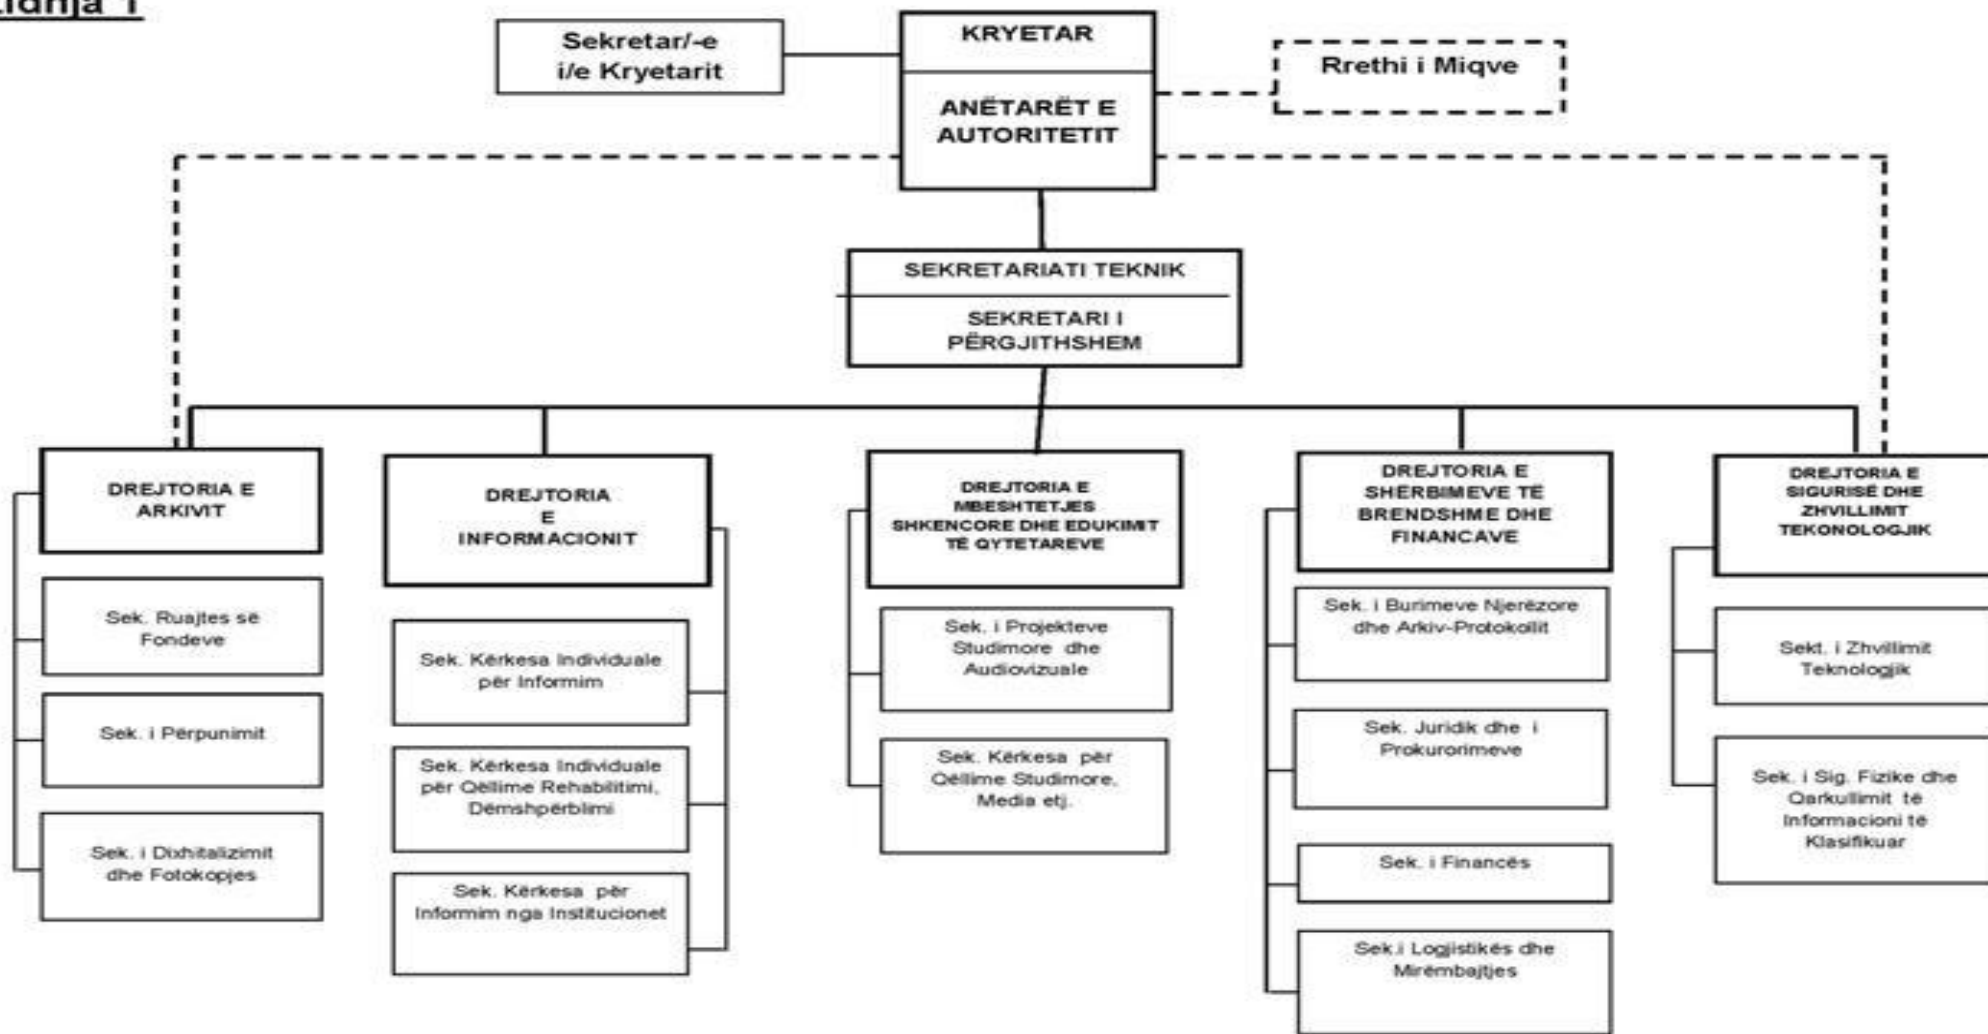 idhja 1
Sekretar/-e
i/e Kryetarit
KRYETAR
ANËTARËT E
AUTORITETIT
Rrethi i Miqve
SEKRETARIATI TEKNIK
SEKRETARI I
PËRGJITHSHEM
DREJTORIA E
ARKIVIT
Sek. Ruajtes së
Fondeve
Sek. i Përpunimit
Sek. i Dixhitalizimit
dhe Fotokopjes
DREJTORIA
E
INFORMACIONIT
Sek. Kërkesa Individuale
për Informim
Sek. Kërkesa Individuale
për Qëllime Rehabilitimi,
Dëmshpërblimi
Sek. Kërkesa për
Informim nga Institucionet
DREJTORIA E
MBESHTETJES
SHKENCORE DHE EDUKIMIT
TË QYTETAREVE
Sek. i Projekteve
Studimore dhe
Audiovizuale
Sek. Kërkesa për
Qëllime Studimore,
Media etj.
DREJTORIA E
SHËRBIMEVE TË
BRENDSHME DHE
FINANCAVE
Sek. i Burimeve Njerëzore
dhe Arkiv-Protokollit
Sek. Juridik dhe i
Prokurorimeve
Sek. i Financës
Sek.i Logjistikës dhe
Mirëmbajtjes
DREJTORIA E
SIGURISË DHE
ZHVILLIMIT
TEKONOLOGJIK
Sekt. i Zhvillimit
Teknologjik
Sek. i Sig. Fizike dhe
Qarkullimit të
Informacioni të
Klasifikuar